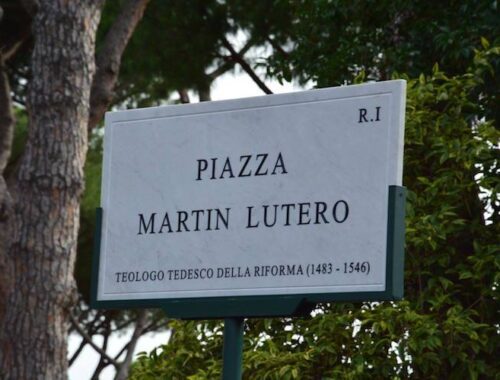 R.I
PIAZZA
MARTIN LUTERO
TEOLOGO TEDESCO DELLA RIFORMA (1483 - 1546)